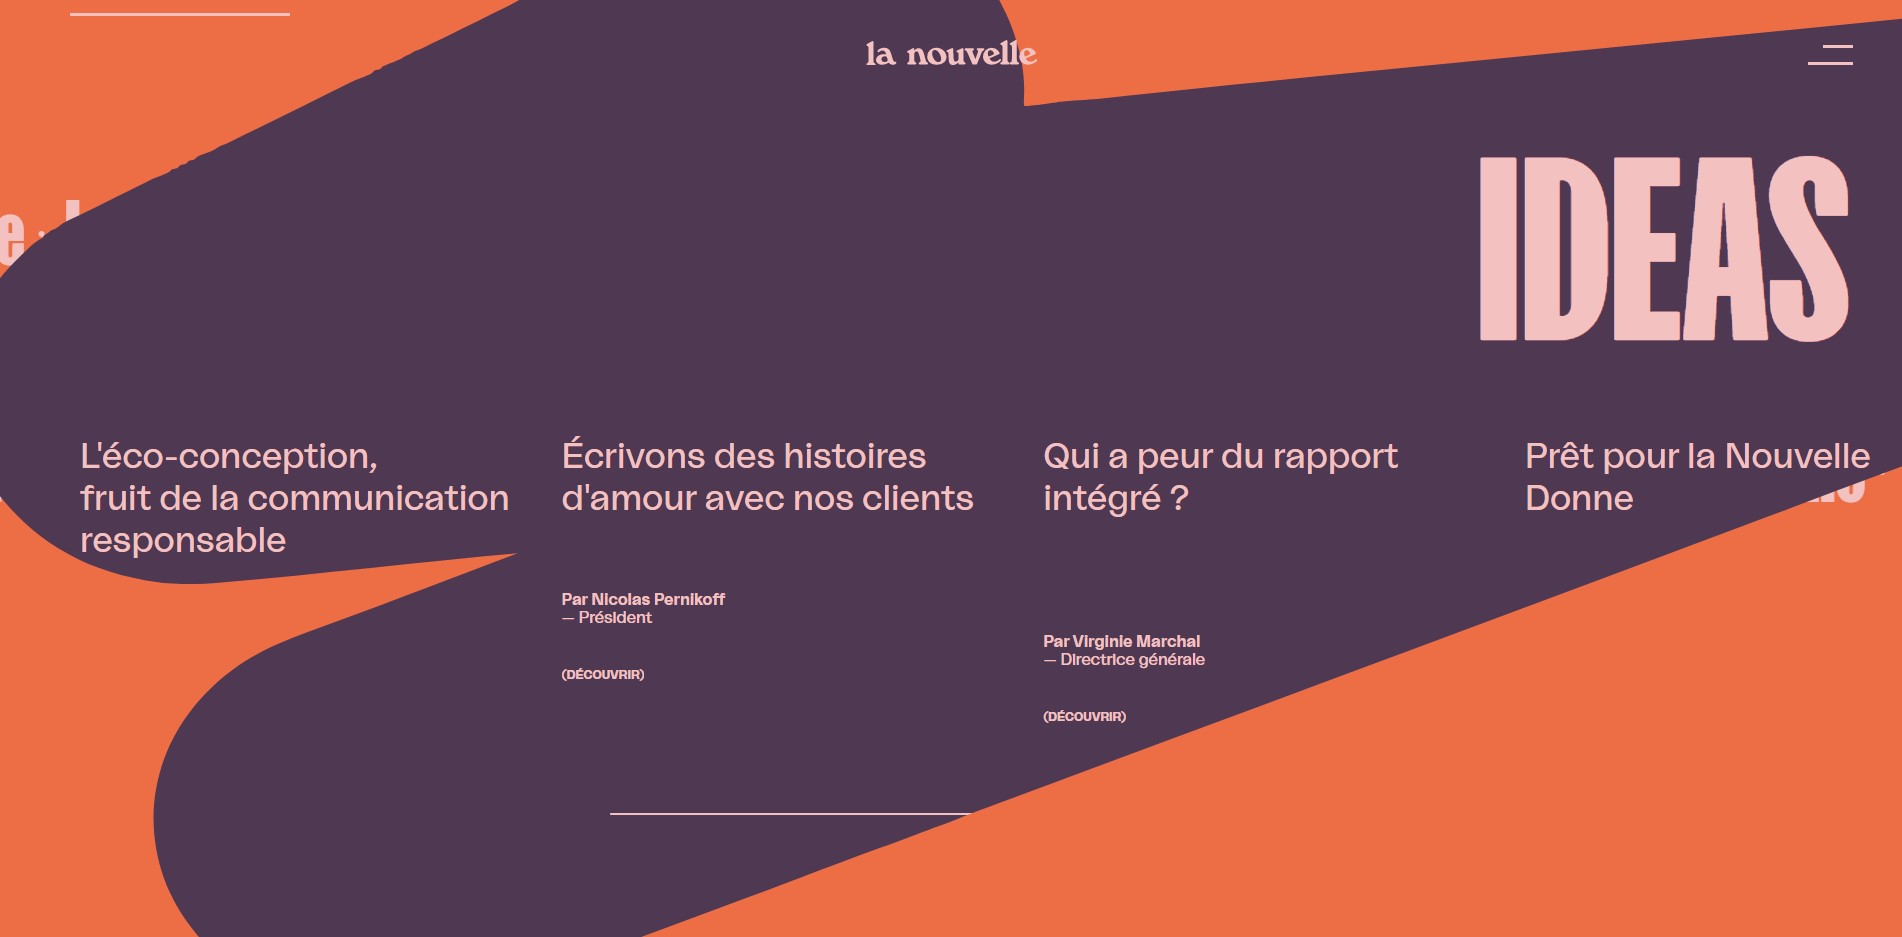 la nouvelle
IDEAS
L'éco-conception,
fruit de la communication
responsable
Écrivons des histoires
d'amour avec nos clients
Par Nicolas Pernikoff
— Président
(DÉCOUVRIR)
Qui a peur du rapport
intégré ?
Par Virginie Marchal
— Directrice générale
(DÉCOUVRIR)
Prêt pour la Nouvelle
Donne